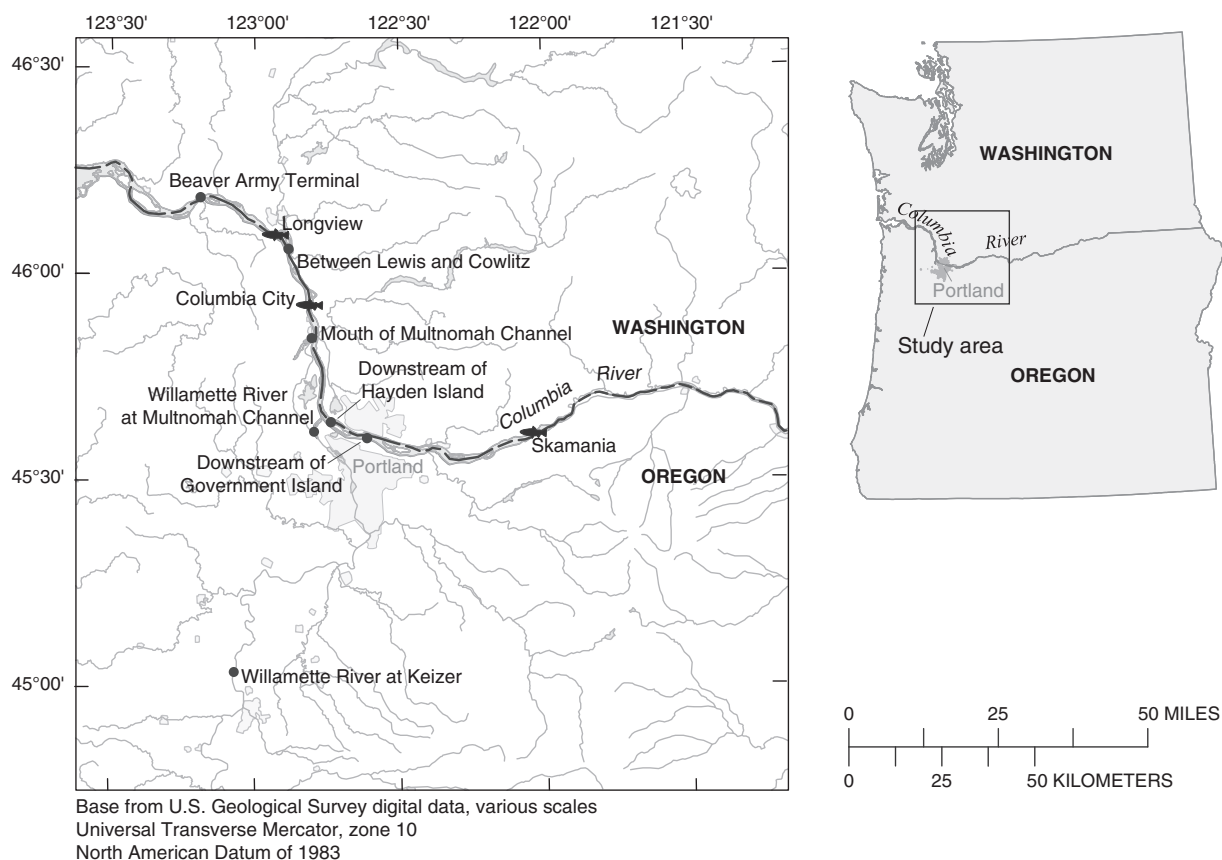 123°30' 123°00' 122°30' 122°00' 121°30'
46°30'
46°00'
45°30'
45°00'
Beaver Army Terminal
Longview
Between Lewis and Cowlitz
Columbia City
Mouth of Multnomah Channel
WASHINGTON
Downstream of
Hayden Island
Willamette River
at Multnomah Channel
Columbia River
Skamania
Downstream of
Government Island
Portland
OREGON
Willamette River at Keizer
Base from U.S. Geological Survey digital data, various scales
Universal Transverse Mercator, zone 10
North American Datum of 1983
WASHINGTON
Columbia River
Portland
Study area
OREGON
0 25 50 MILES
0 25 50 KILOMETERS